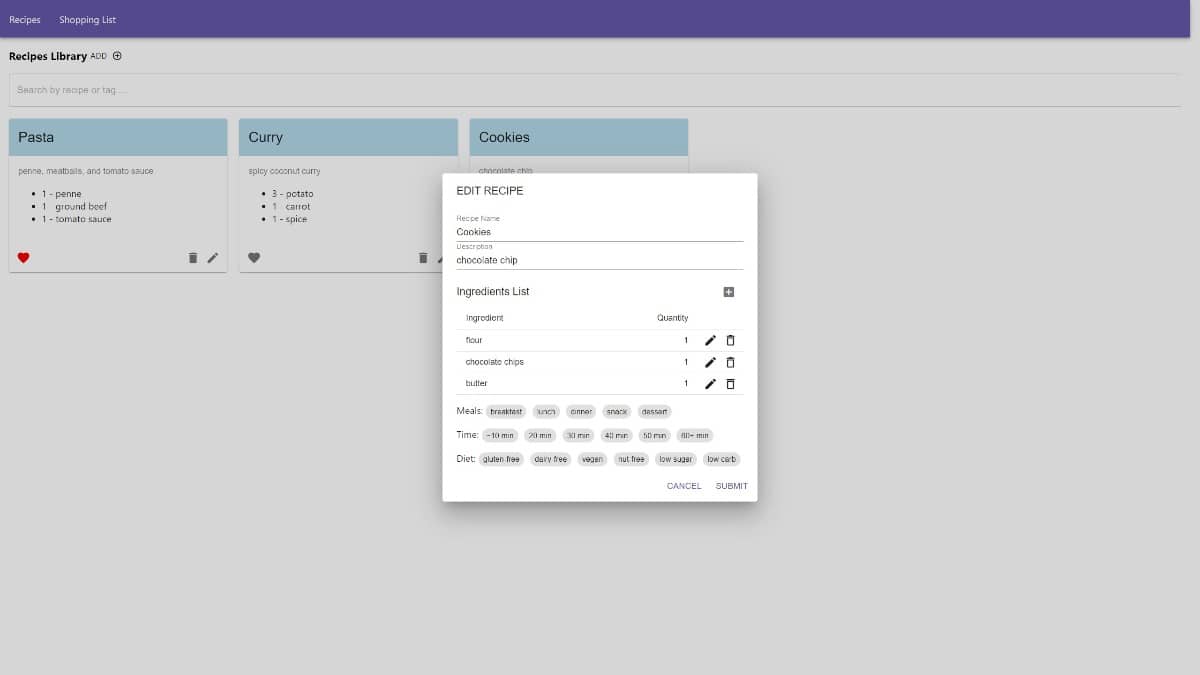 Recipes Shopping List
Recipes Library ADD
Search by recipe or tag ...
Pasta
penne, meatballs, and tomato sauce
1 - penne
1 - ground beef
1 - tomato sauce
Curry
spicy coconut curry
3 - potato
1 - carrot
1 - spice
Cookies
chocolate chip
EDIT RECIPE
Recipe Name
Cookies
Description
chocolate chip
Ingredients List
Ingredient Quantity
flour 1
chocolate chips 1
butter 1
Meals: breakfast lunch dinner snack dessert
Time: ~10 min 20 min 30 min 40 min 50 min 60+ min
Diet: gluten free dairy free vegan nut free low sugar low carb
CANCEL SUBMIT